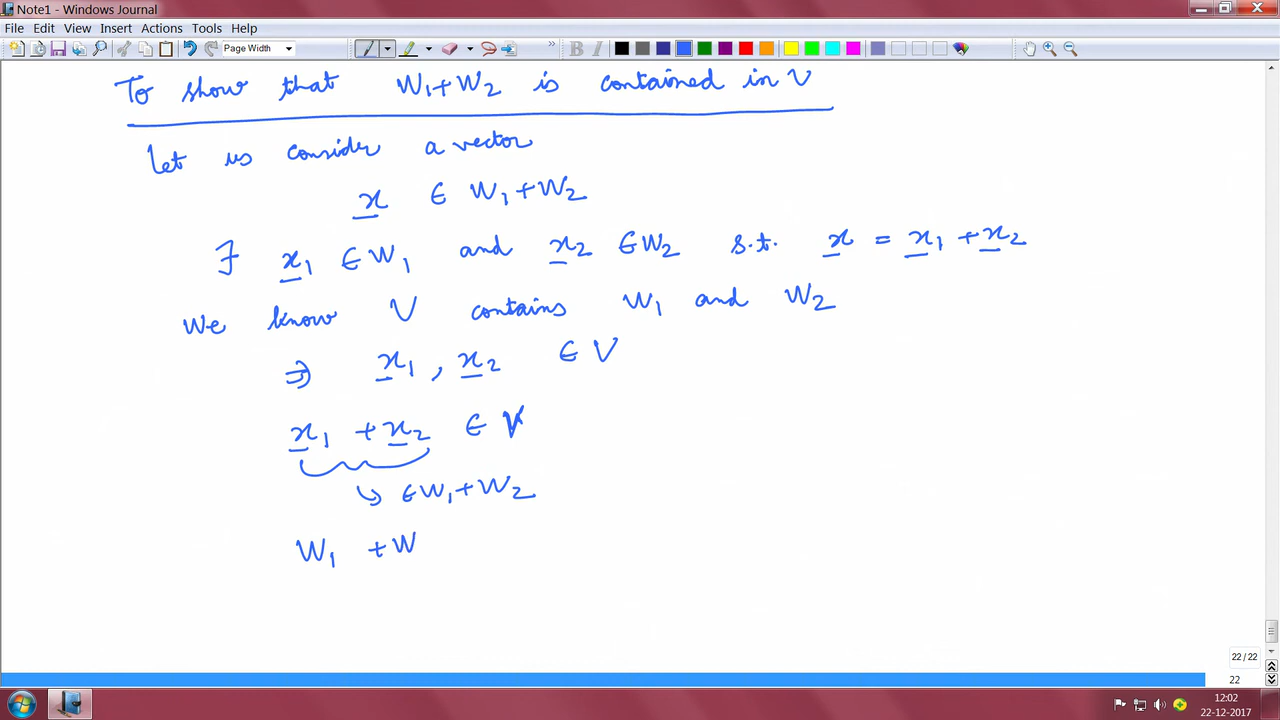 Note1 - Windows Journal
File Edit View Insert Actions Tools Help
Page Width
To show that W₁+W₂ is contained in V
Let us consider a vector
x ∈ W₁+W₂
∃ x₁ ∈ W₁ and x₂ ∈ W₂ s.t. x = x₁ + x₂
We know V contains W₁ and W₂
⇒ x₁, x₂ ∈ V
x₁ + x₂ ∈ V
↳ ∈ W₁+W₂
W₁ + W
22 / 22
22
12:02
22-12-2017